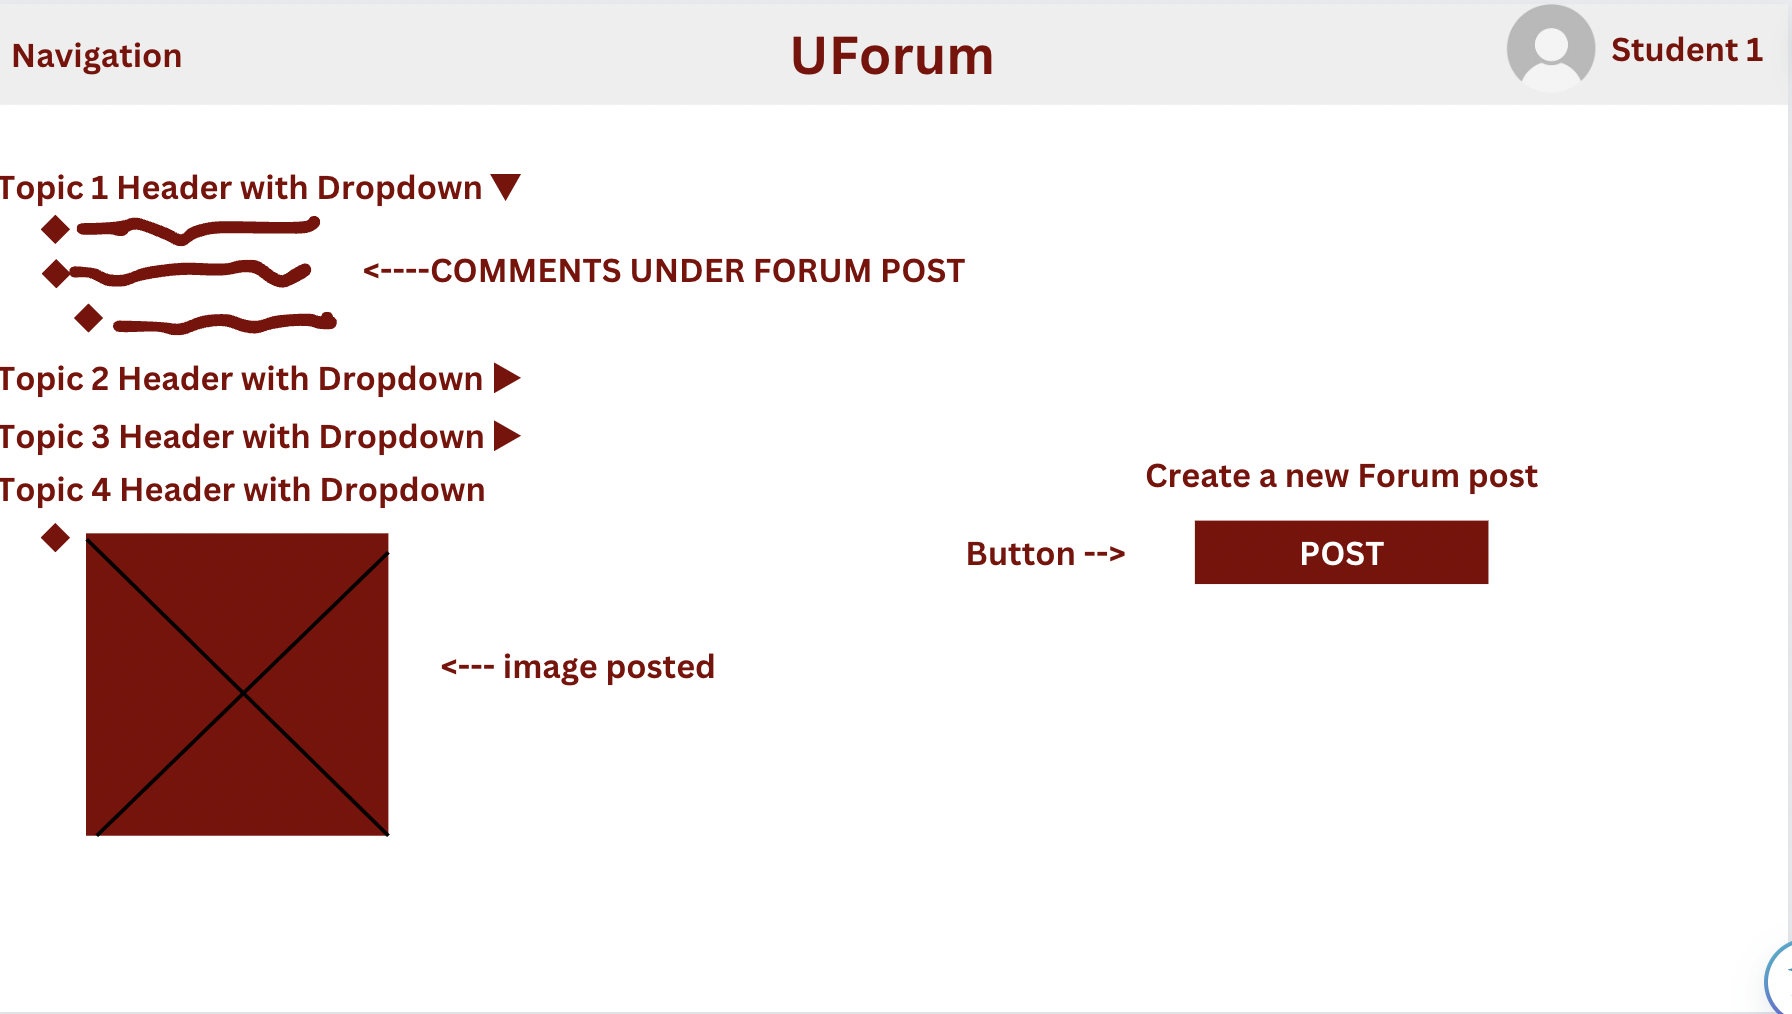 Navigation
UForum
Student 1
Topic 1 Header with Dropdown
<----COMMENTS UNDER FORUM POST
Topic 2 Header with Dropdown
Topic 3 Header with Dropdown
Topic 4 Header with Dropdown
Create a new Forum post
Button -->
POST
<--- image posted